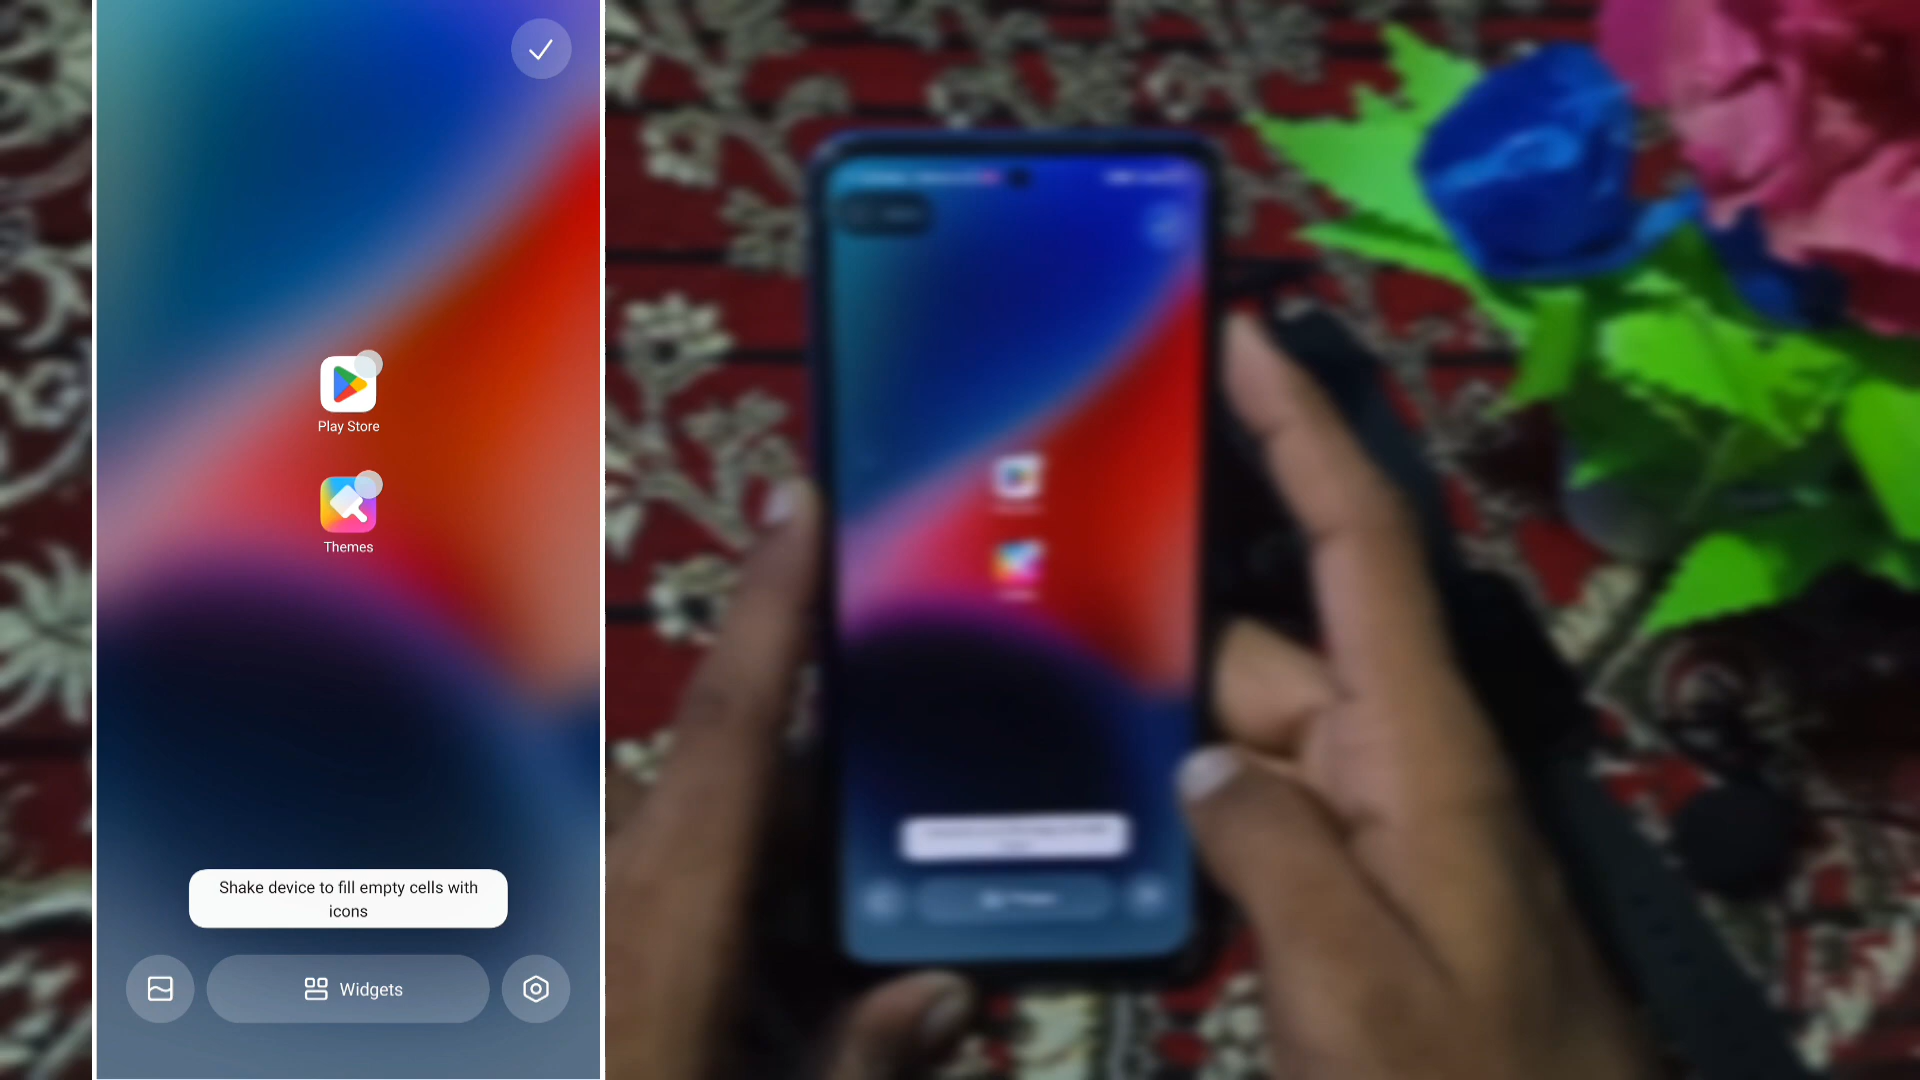 Play Store
Themes
Shake device to fill empty cells with
icons
Widgets